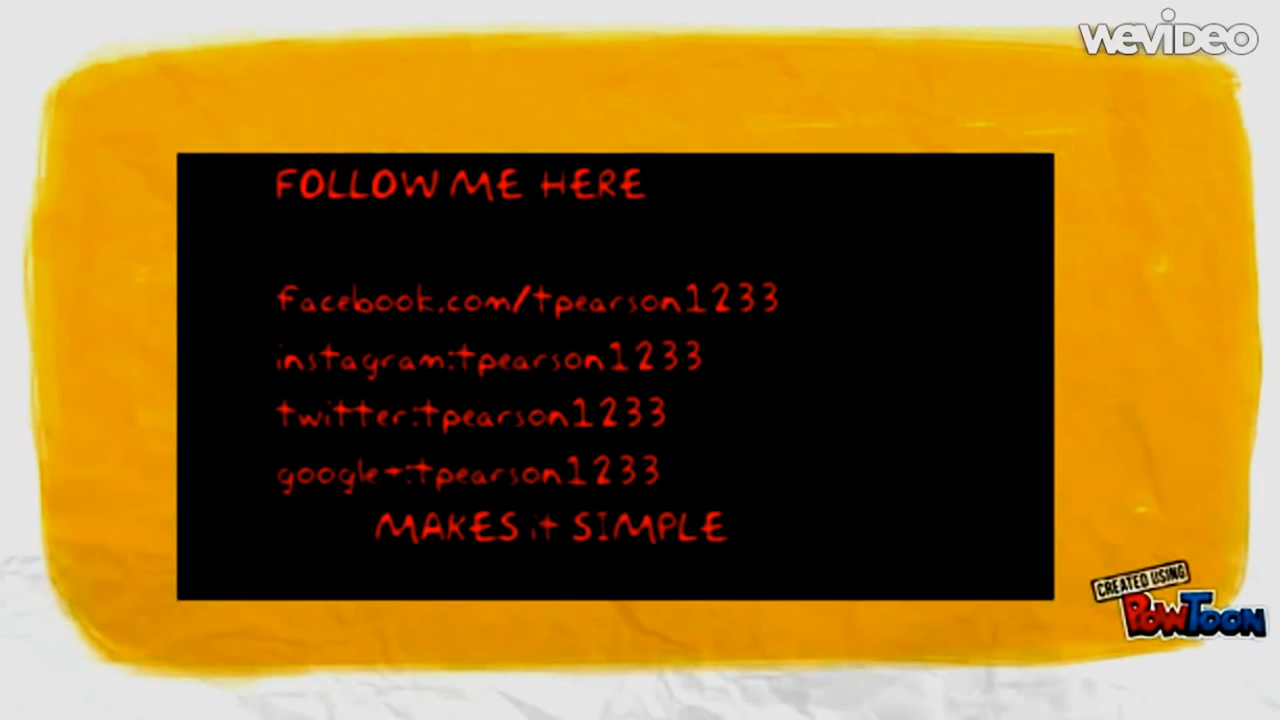 WEVIDEO
FOLLOW ME HERE
facebook.com/tpearson1233
instagram:tpearson1233
twitter:tpearson1233
google+:tpearson1233
MAKES it SIMPLE
CREATED USING
POWTOON